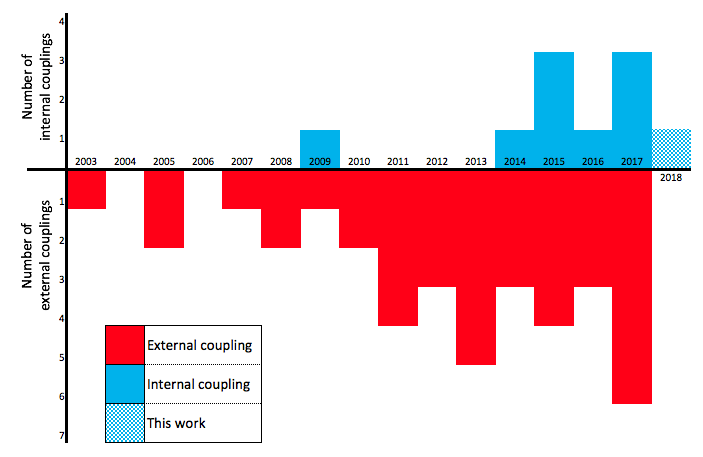 Number of
internal couplings
4
3
2
1
2003 2004 2005 2006 2007 2008 2009 2010 2011 2012 2013 2014 2015 2016 2017
2018
Number of
external couplings
1
2
3
4
5
6
7
External coupling
Internal coupling
This work